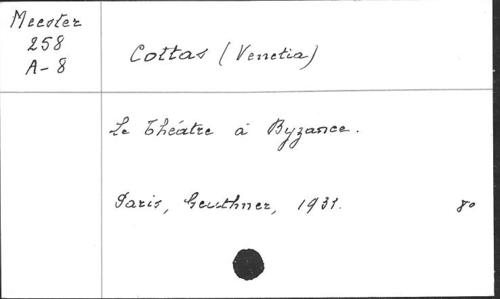 Meester
258
A-8
Cottas (Venetia)
Le Théâtre à Byzance.
Paris, Geuthner, 1931. 8º